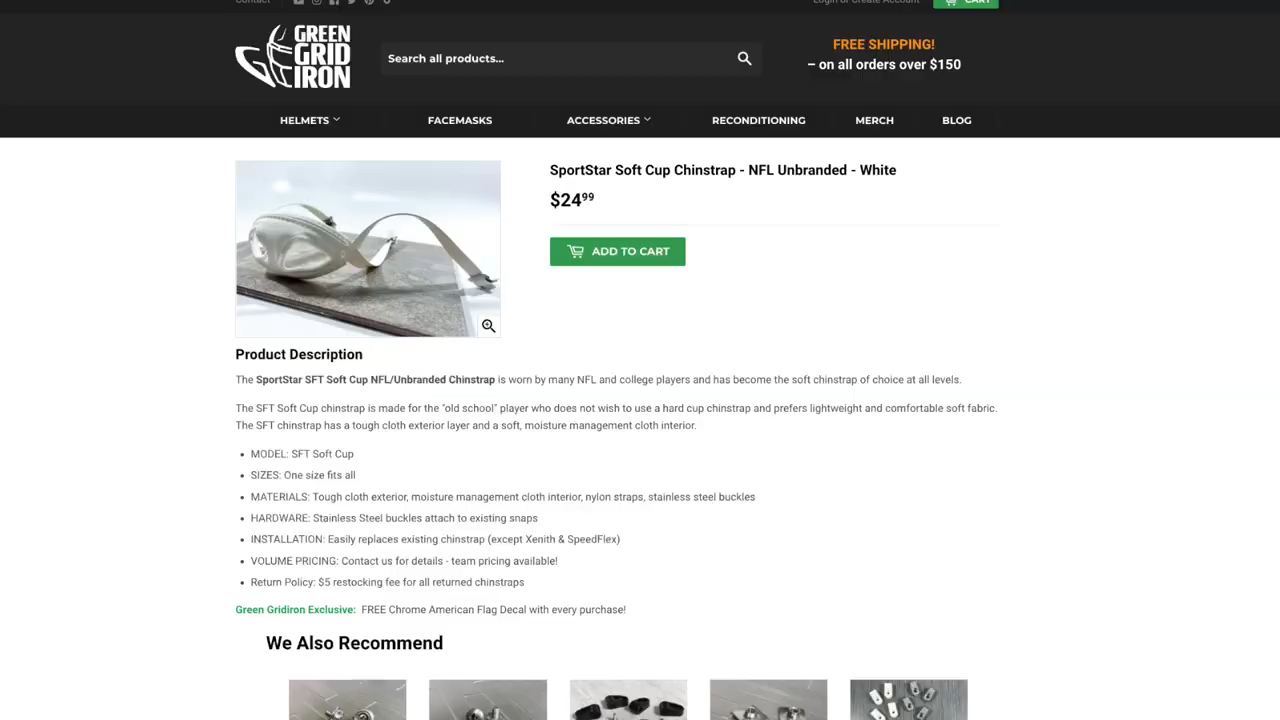 Contact
Login or Create Account
CART
GREEN
GRID
IRON
Search all products...
FREE SHIPPING!
– on all orders over $150
HELMETS
FACEMASKS
ACCESSORIES
RECONDITIONING
MERCH
BLOG
SportStar Soft Cup Chinstrap - NFL Unbranded - White
$24⁹⁹
ADD TO CART
Product Description
The SportStar SFT Soft Cup NFL/Unbranded Chinstrap is worn by many NFL and college players and has become the soft chinstrap of choice at all levels.
The SFT Soft Cup chinstrap is made for the "old school" player who does not wish to use a hard cup chinstrap and prefers lightweight and comfortable soft fabric.
The SFT chinstrap has a tough cloth exterior layer and a soft, moisture management cloth interior.
• MODEL: SFT Soft Cup
• SIZES: One size fits all
• MATERIALS: Tough cloth exterior, moisture management cloth interior, nylon straps, stainless steel buckles
• HARDWARE: Stainless Steel buckles attach to existing snaps
• INSTALLATION: Easily replaces existing chinstrap (except Xenith & SpeedFlex)
• VOLUME PRICING: Contact us for details - team pricing available!
• Return Policy: $5 restocking fee for all returned chinstraps
Green Gridiron Exclusive: FREE Chrome American Flag Decal with every purchase!
We Also Recommend